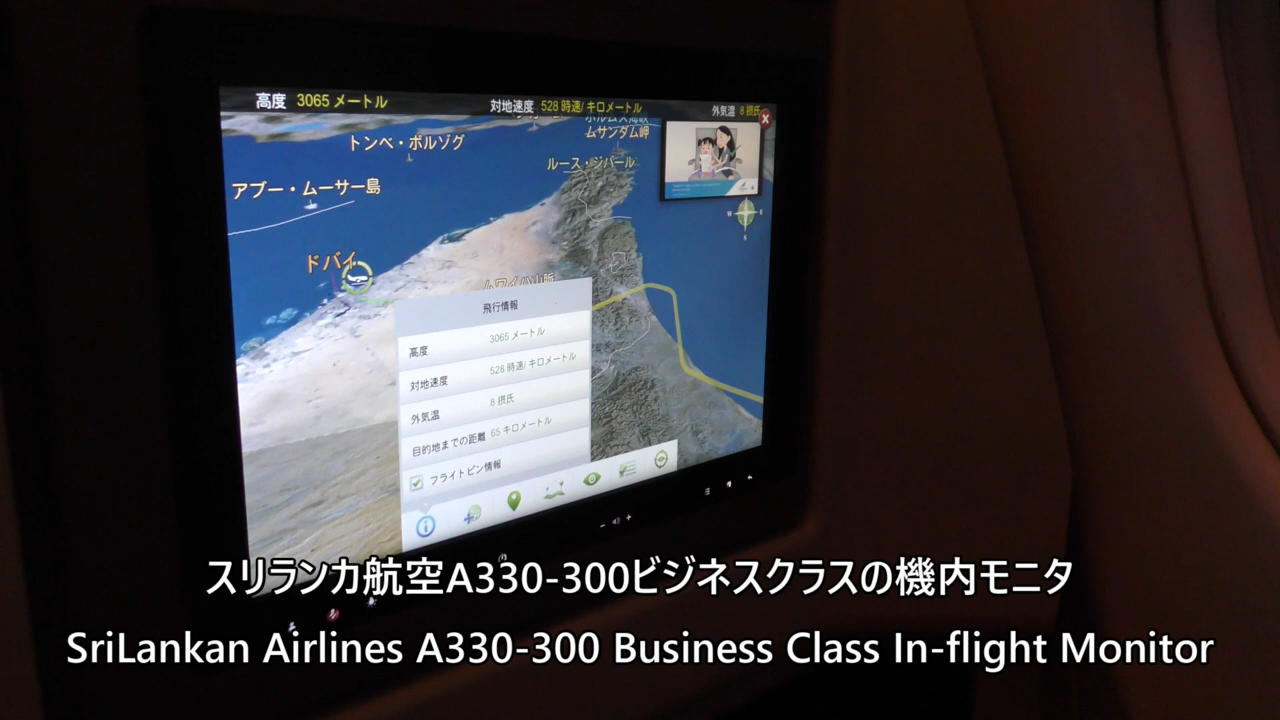 高度 3065 メートル 対地速度 528 時速/ キロメートル 外気温 8 摂氏
ムサンダム岬
トンベ・ボルゾグ
ルース・ジバール
アブー・ムーサー島
W E
S
ドバイ
飛行情報
高度 3065 メートル
対地速度 528 時速/ キロメートル
外気温 8 摂氏
目的地までの距離 65 キロメートル
フライトピン情報
スリランカ航空A330-300ビジネスクラスの機内モニタ
SriLankan Airlines A330-300 Business Class In-flight Monitor